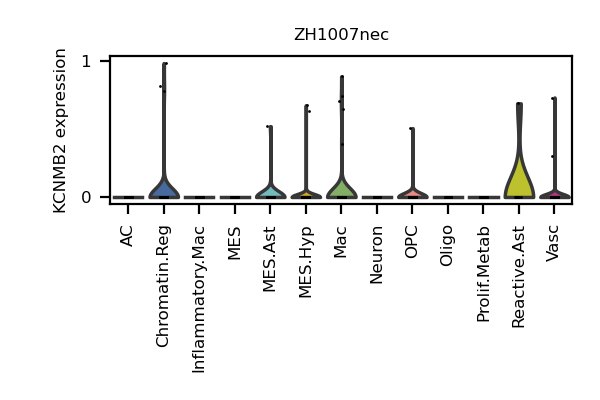 ZH1007nec
KCNMB2 expression
1
0
AC
Chromatin.Reg
Inflammatory.Mac
MES
MES.Ast
MES.Hyp
Mac
Neuron
OPC
Oligo
Prolif.Metab
Reactive.Ast
Vasc